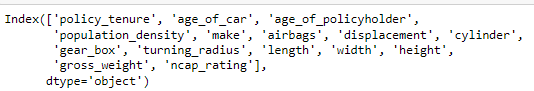 Index(['policy_tenure', 'age_of_car', 'age_of_policyholder',
'population_density', 'make', 'airbags', 'displacement', 'cylinder',
'gear_box', 'turning_radius', 'length', 'width', 'height',
'gross_weight', 'ncap_rating'],
dtype='object')